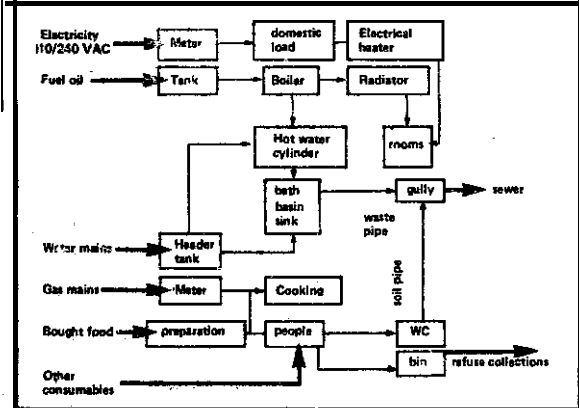 Electricity
110/240 VAC
Meter
domestic
load
Electrical
heater
Fuel oil
Tank
Boiler
Radiator
Hot water
cylinder
rooms
bath
basin
sink
gully
sewer
waste
pipe
Water mains
Header
tank
soil pipe
Gas mains
Meter
Cooking
Bought food
preparation
people
WC
bin
refuse collections
Other
consumables